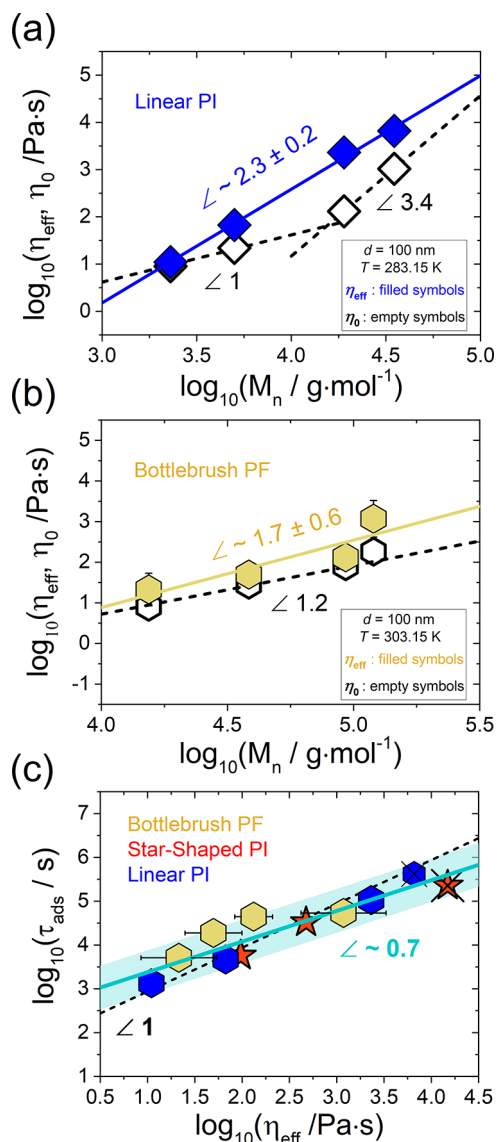 (a)
log₁₀(η_eff, η₀ /Pa·s)
5
4
3
2
1
0
Linear PI
∠ ~ 2.3 ± 0.2
∠ 3.4
∠ 1
d = 100 nm
T = 283.15 K
η_eff : filled symbols
η₀ : empty symbols
3.0 3.5 4.0 4.5 5.0
log₁₀(Mₙ / g·mol⁻¹)
(b)
log₁₀(η_eff, η₀ /Pa·s)
5
4
3
2
1
0
-1
Bottlebrush PF
∠ ~ 1.7 ± 0.6
∠ 1.2
d = 100 nm
T = 303.15 K
η_eff : filled symbols
η₀ : empty symbols
4.0 4.5 5.0 5.5
log₁₀(Mₙ / g·mol⁻¹)
(c)
log₁₀(τ_ads / s)
7
6
5
4
3
2
1
Bottlebrush PF
Star-Shaped PI
Linear PI
∠ ~ 0.7
∠ 1
0.5 1.0 1.5 2.0 2.5 3.0 3.5 4.0 4.5
log₁₀(η_eff /Pa·s)